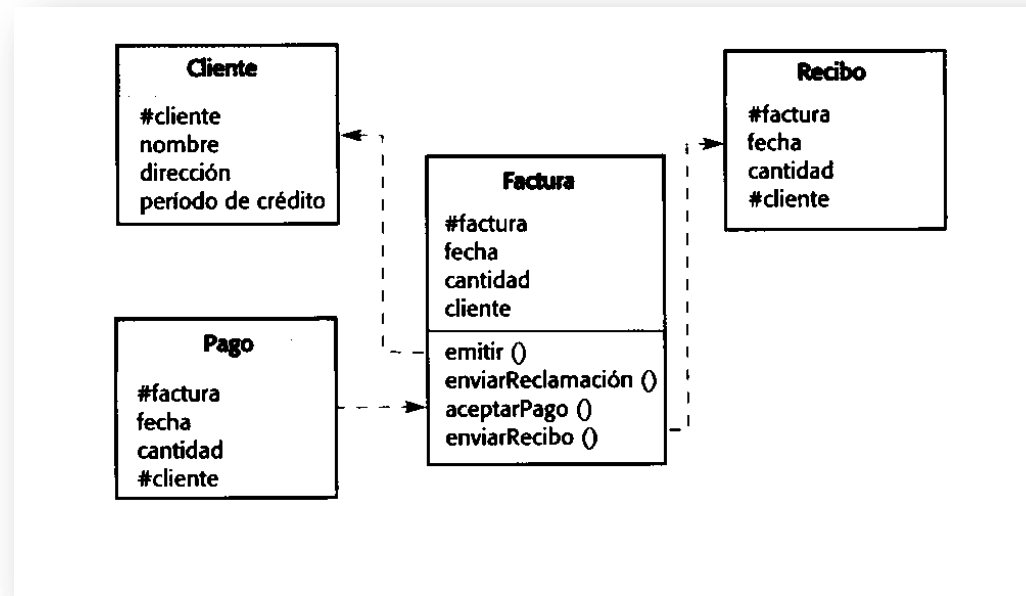 Cliente
#cliente
nombre
dirección
período de crédito
Pago
#factura
fecha
cantidad
#cliente
Factura
#factura
fecha
cantidad
cliente
emitir ()
enviarReclamación ()
aceptarPago ()
enviarRecibo ()
Recibo
#factura
fecha
cantidad
#cliente